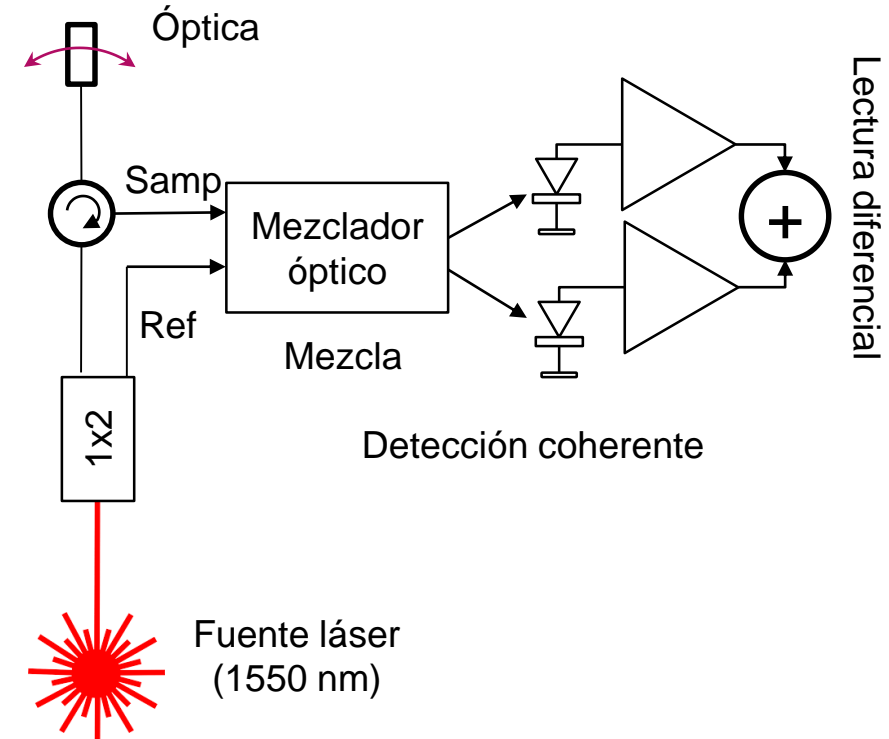 Óptica
Samp
Mezclador
óptico
Ref
Mezcla
1x2
+
Lectura diferencial
Detección coherente
Fuente láser
(1550 nm)